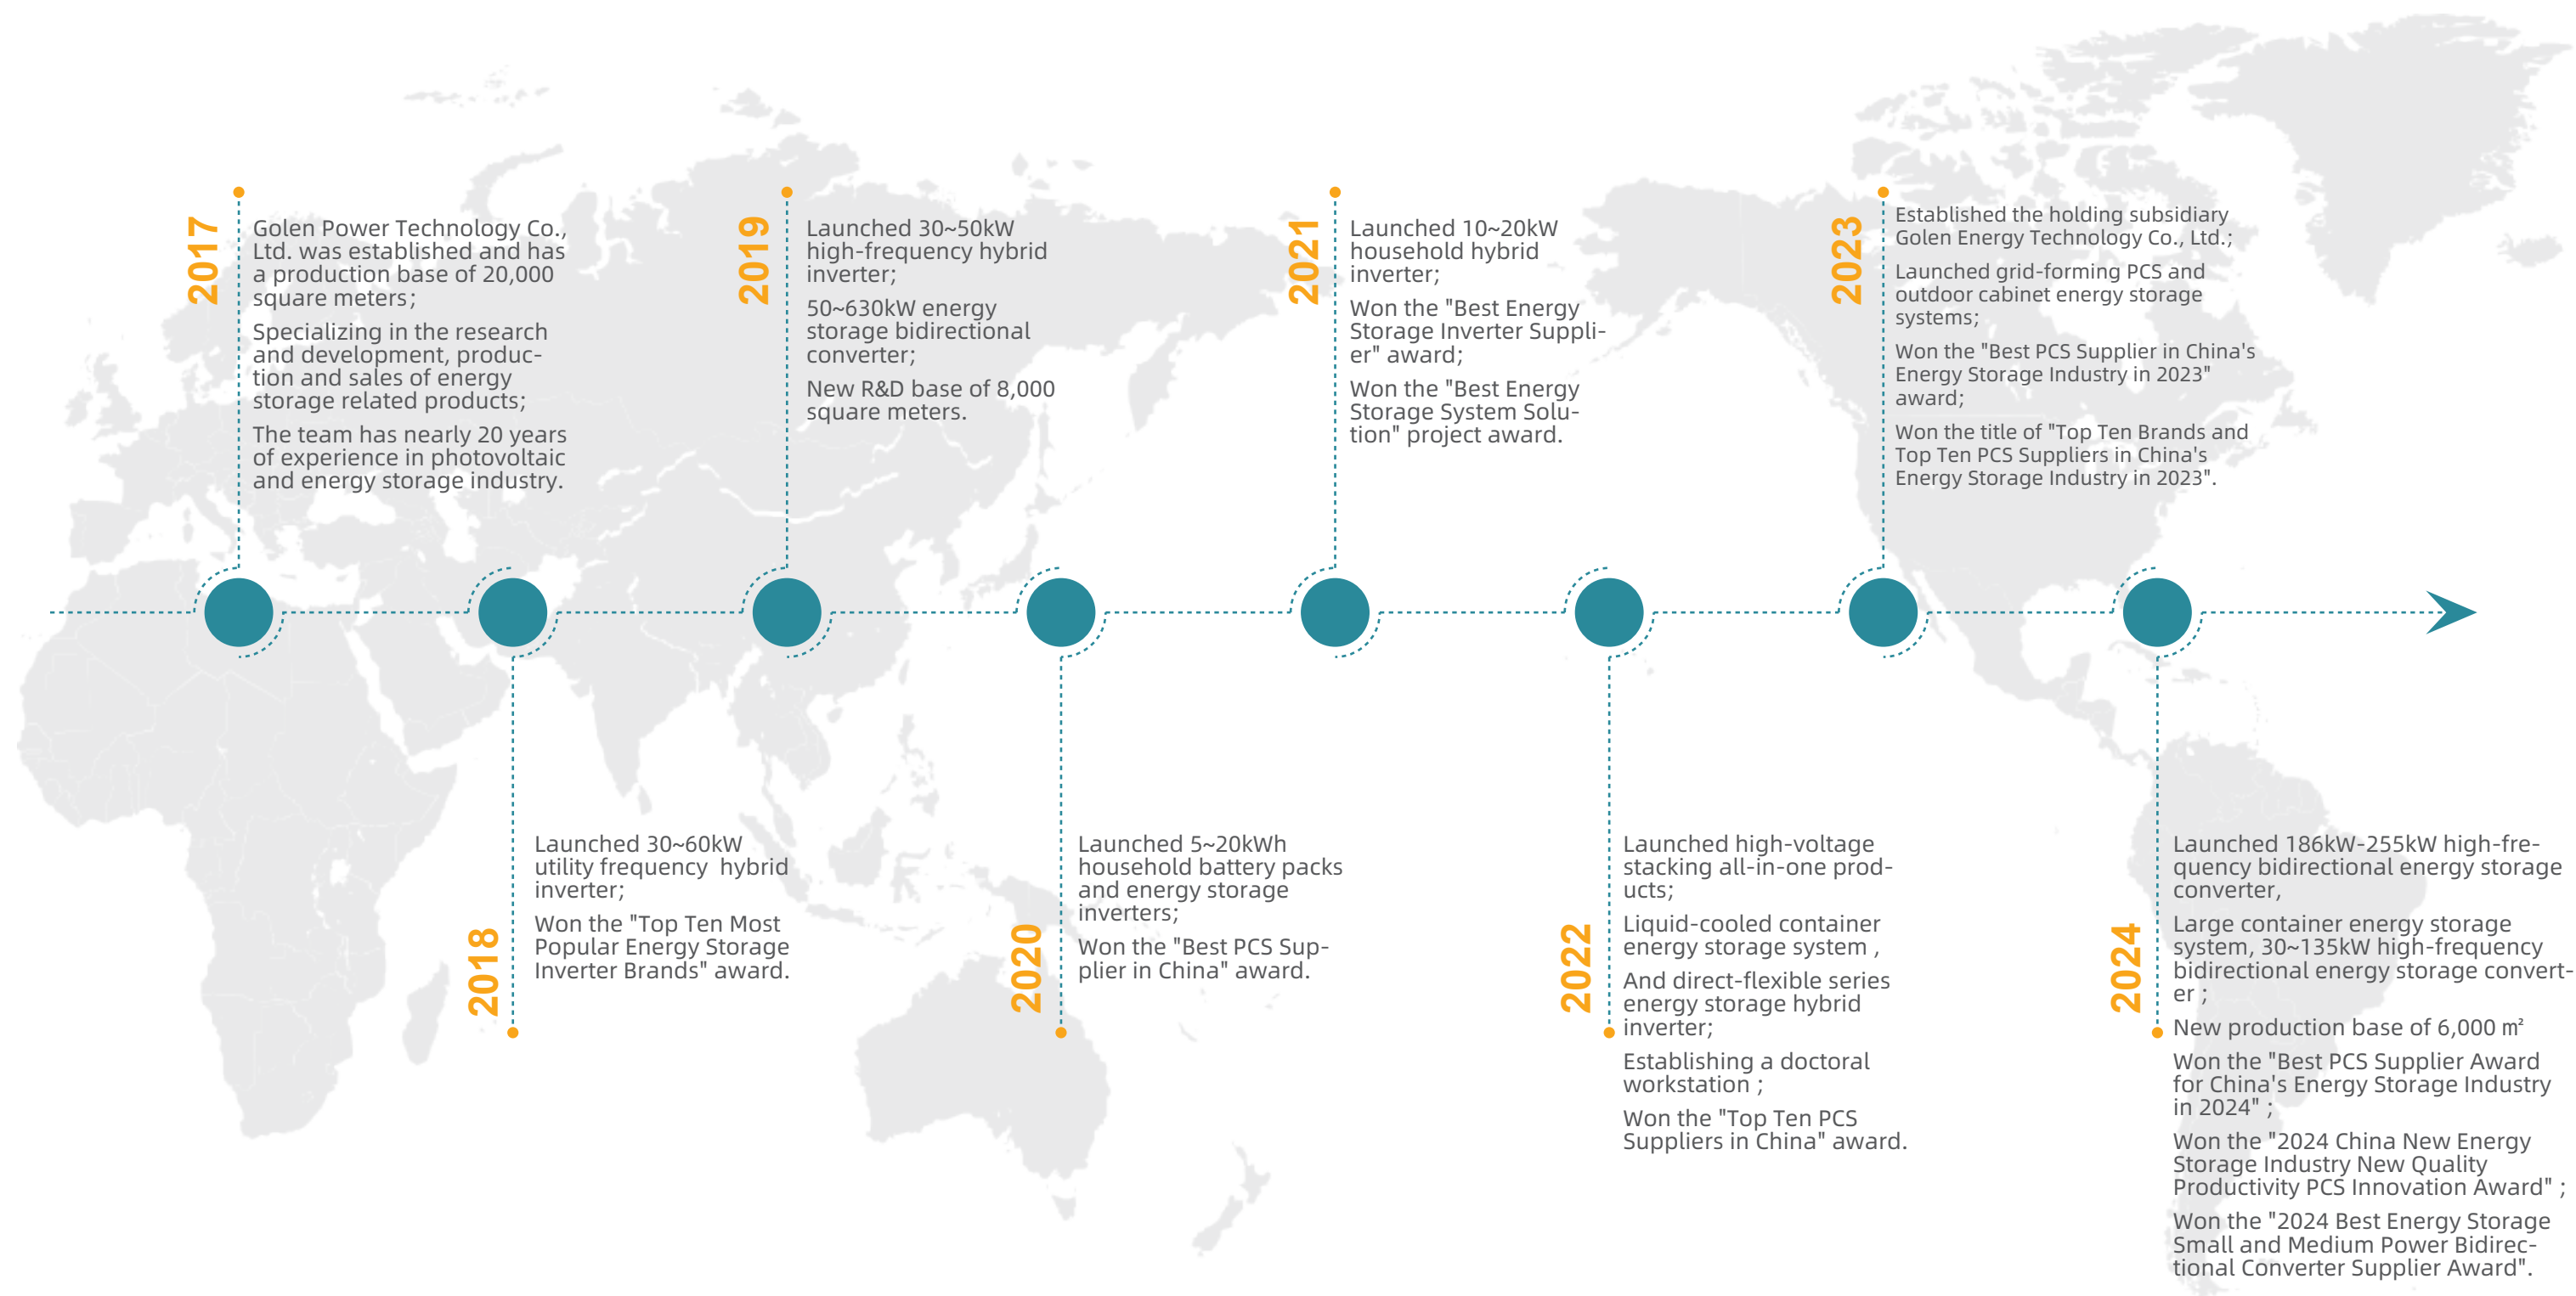 2017
Golen Power Technology Co.,
Ltd. was established and has
a production base of 20,000
square meters;
Specializing in the research
and development, produc-
tion and sales of energy
storage related products;
The team has nearly 20 years
of experience in photovoltaic
and energy storage industry.
2018
Launched 30~60kW
utility frequency  hybrid
inverter;
Won the "Top Ten Most
Popular Energy Storage
Inverter Brands" award.
2019
Launched 30~50kW
high-frequency hybrid
inverter;
50~630kW energy
storage bidirectional
converter;
New R&D base of 8,000
square meters.
2020
Launched 5~20kWh
household battery packs
and energy storage
inverters;
Won the "Best PCS Sup-
plier in China" award.
2021
Launched 10~20kW
household hybrid
inverter;
Won the "Best Energy
Storage Inverter Suppli-
er" award;
Won the "Best Energy
Storage System Solu-
tion" project award.
2022
Launched high-voltage
stacking all-in-one prod-
ucts;
Liquid-cooled container
energy storage system ,
And direct-flexible series
energy storage hybrid
inverter;
Establishing a doctoral
workstation ;
Won the "Top Ten PCS
Suppliers in China" award.
2023
Established the holding subsidiary
Golen Energy Technology Co., Ltd.;
Launched grid-forming PCS and
outdoor cabinet energy storage
systems;
Won the "Best PCS Supplier in China's
Energy Storage Industry in 2023"
award;
Won the title of "Top Ten Brands and
Top Ten PCS Suppliers in China's
Energy Storage Industry in 2023".
2024
Launched 186kW-255kW high-fre-
quency bidirectional energy storage
converter,
Large container energy storage
system, 30~135kW high-frequency
bidirectional energy storage convert-
er ;
New production base of 6,000 m²
Won the "Best PCS Supplier Award
for China's Energy Storage Industry
in 2024" ;
Won the "2024 China New Energy
Storage Industry New Quality
Productivity PCS Innovation Award" ;
Won the "2024 Best Energy Storage
Small and Medium Power Bidirec-
tional Converter Supplier Award".